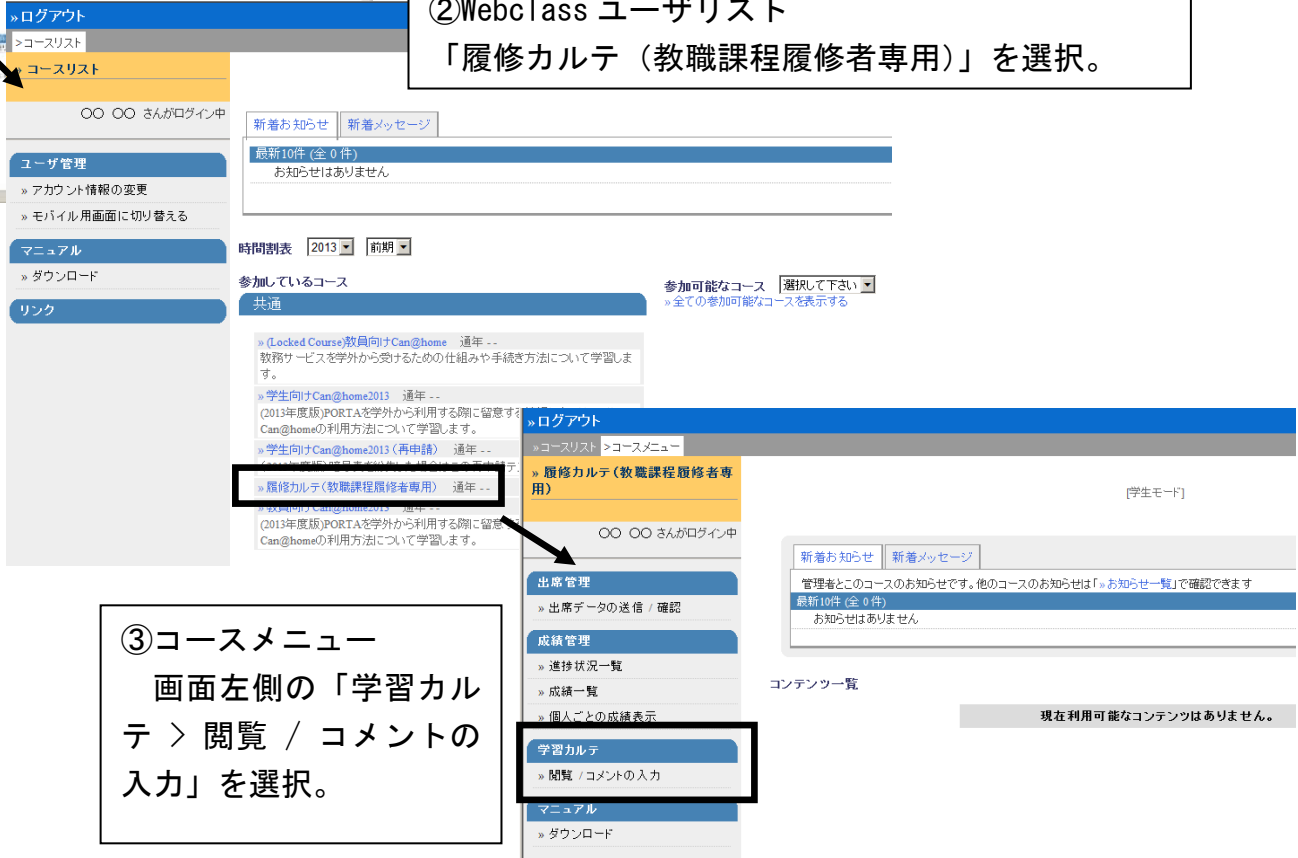 ②Webclass ユーザリスト
「履修カルテ（教職課程履修者専用）」を選択。
»ログアウト
>コースリスト
» コースリスト
○○ ○○ さんがログイン中
ユーザ管理
» アカウント情報の変更
» モバイル用画面に切り替える
マニュアル
» ダウンロード
リンク
新着お知らせ 新着メッセージ
最新10件 (全 0 件)
お知らせはありません
時間割表 2013 前期
参加しているコース
共通
» (Locked Course)教員向けCan@home 通年 --
教務サービスを学外から受けるための仕組みや手続き方法について学習しま
す。
» 学生向けCan@home2013 通年 --
(2013年度版)PORTAを学外から利用する際に留意す
Can@homeの利用方法について学習します。
» 学生向けCan@home2013（再申請） 通年 --
» 履修カルテ（教職課程履修者専用） 通年 --
» 教員向けCan@home2013 通年 --
(2013年度版)PORTAを学外から利用する際に留意
Can@homeの利用方法について学習します。
参加可能なコース 選択して下さい
» 全ての参加可能なコースを表示する
③コースメニュー
画面左側の「学習カル
テ > 閲覧 / コメントの
入力」を選択。
»ログアウト
»コースリスト >コースメニュー
» 履修カルテ（教職課程履修者専
用）
○○ ○○ さんがログイン中
出席管理
» 出席データの送信 / 確認
成績管理
» 進捗状況一覧
» 成績一覧
» 個人ごとの成績表示
学習カルテ
» 閲覧 / コメントの入力
マニュアル
» ダウンロード
[学生モード]
新着お知らせ 新着メッセージ
管理者とこのコースのお知らせです。他のコースのお知らせは「» お知らせ一覧」で確認できます
最新10件 (全 0 件)
お知らせはありません
コンテンツ一覧
現在利用可能なコンテンツはありません。